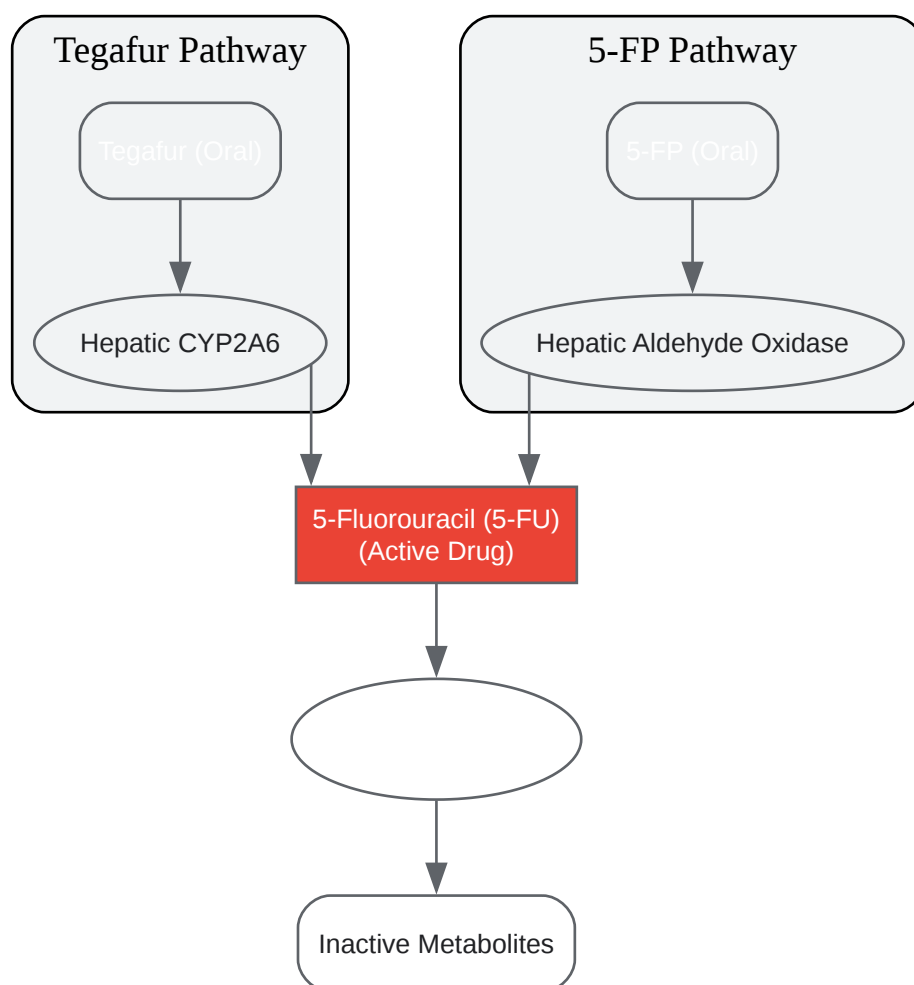 Tegafur Pathway
5-FP Pathway
Tegafur (Oral)
5-FP (Oral)
Hepatic CYP2A6
Hepatic Aldehyde Oxidase
5-Fluorouracil (5-FU)
(Active Drug)
Inactive Metabolites